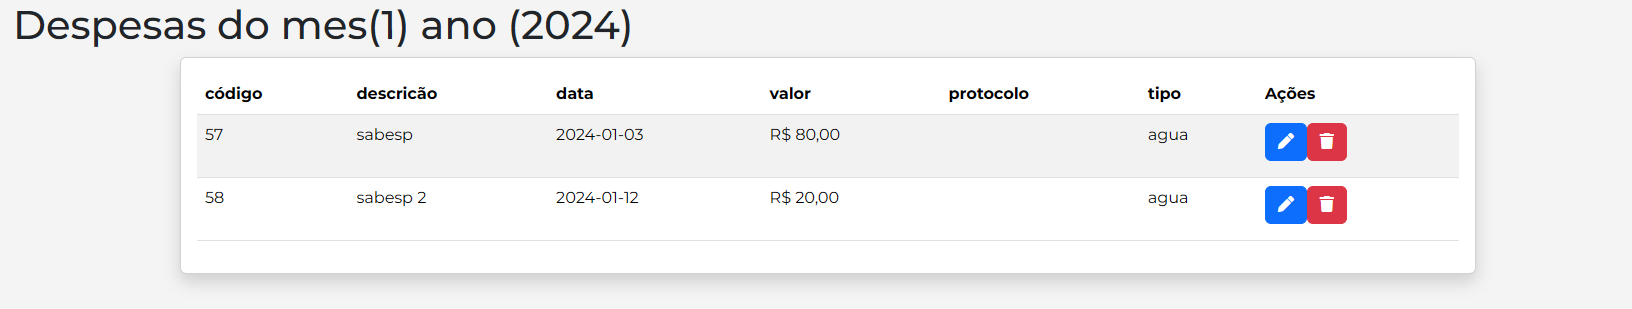 Despesas do mes(1) ano (2024)
código descricão data valor protocolo tipo Ações
57 sabesp 2024-01-03 R$ 80,00 agua
58 sabesp 2 2024-01-12 R$ 20,00 agua